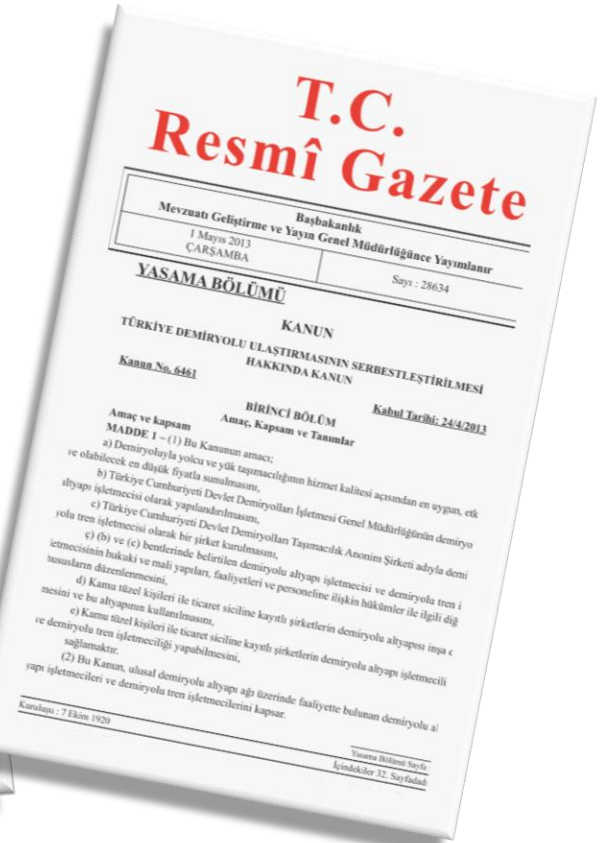 T.C.
Resmî Gazete
Başbakanlık
Mevzuatı Geliştirme ve Yayın Genel Müdürlüğünce Yayımlanır
1 Mayıs 2013
ÇARŞAMBA
Sayı : 28634
YASAMA BÖLÜMÜ
KANUN
TÜRKİYE DEMİRYOLU ULAŞTIRMASININ SERBESTLEŞTİRİLMESİ
HAKKINDA KANUN
Kanun No. 6461
Kabul Tarihi: 24/4/2013
BİRİNCİ BÖLÜM
Amaç, Kapsam ve Tanımlar
Amaç ve kapsam
MADDE 1 – (1) Bu Kanunun amacı;
a) Demiryoluyla yolcu ve yük taşımacılığının hizmet kalitesi açısından en uygun, etk
ve olabilecek en düşük fiyatla sunulmasını,
b) Türkiye Cumhuriyeti Devlet Demiryolları İşletmesi Genel Müdürlüğünün demiryo
altyapı işletmecisi olarak yapılandırılmasını,
c) Türkiye Cumhuriyeti Devlet Demiryolları Taşımacılık Anonim Şirketi adıyla demi
yolu tren işletmecisi olarak bir şirket kurulmasını,
ç) (b) ve (c) bentlerinde belirtilen demiryolu altyapı işletmecisi ve demiryolu tren i
letmecisinin hukuki ve mali yapıları, faaliyetleri ve personeline ilişkin hükümler ile ilgili diğ
hususların düzenlenmesini,
d) Kamu tüzel kişileri ile ticaret siciline kayıtlı şirketlerin demiryolu altyapısı inşa e
mesini ve bu altyapının kullanılmasını,
e) Kamu tüzel kişileri ile ticaret siciline kayıtlı şirketlerin demiryolu altyapı işletmecili
ve demiryolu tren işletmeciliği yapabilmesini,
sağlamaktır.
(2) Bu Kanun, ulusal demiryolu altyapı ağı üzerinde faaliyette bulunan demiryolu al
yapı işletmecileri ve demiryolu tren işletmecilerini kapsar.
Kuruluşu : 7 Ekim 1920
Yasama Bölümü Sayfa
İçindekiler 32. Sayfadad